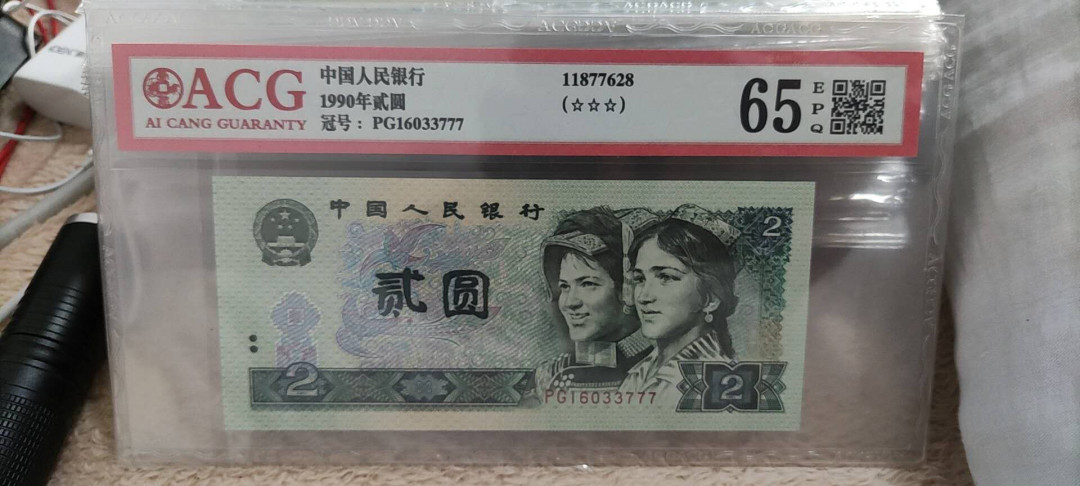 ACG
AI CANG GUARANTY
中国人民银行
1990年贰圆
冠号：PG16033777
11877628
(☆☆☆)
65
EPQ
中国人民银行
2
贰圆
2
PG16033777
2